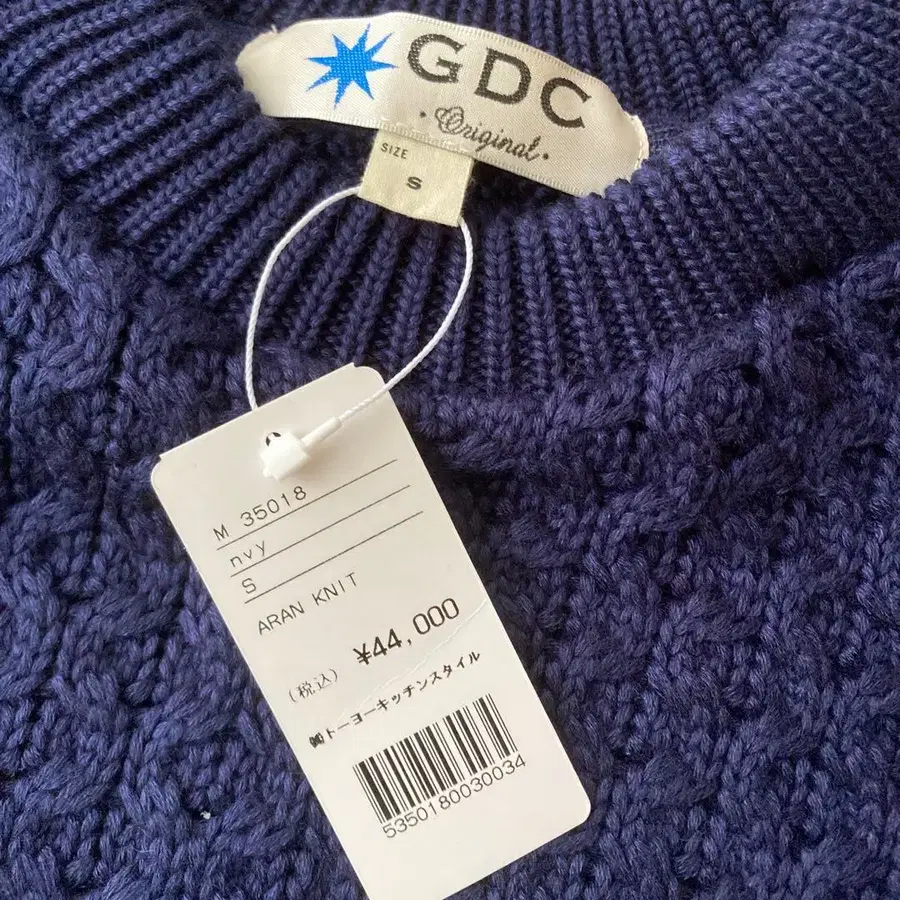 GDC
· Original ·
SIZE
S
M 35018
nvy
S
ARAN KNIT
(税込) ¥44,000
㈱トーヨーキッチンスタイル
5350180030034